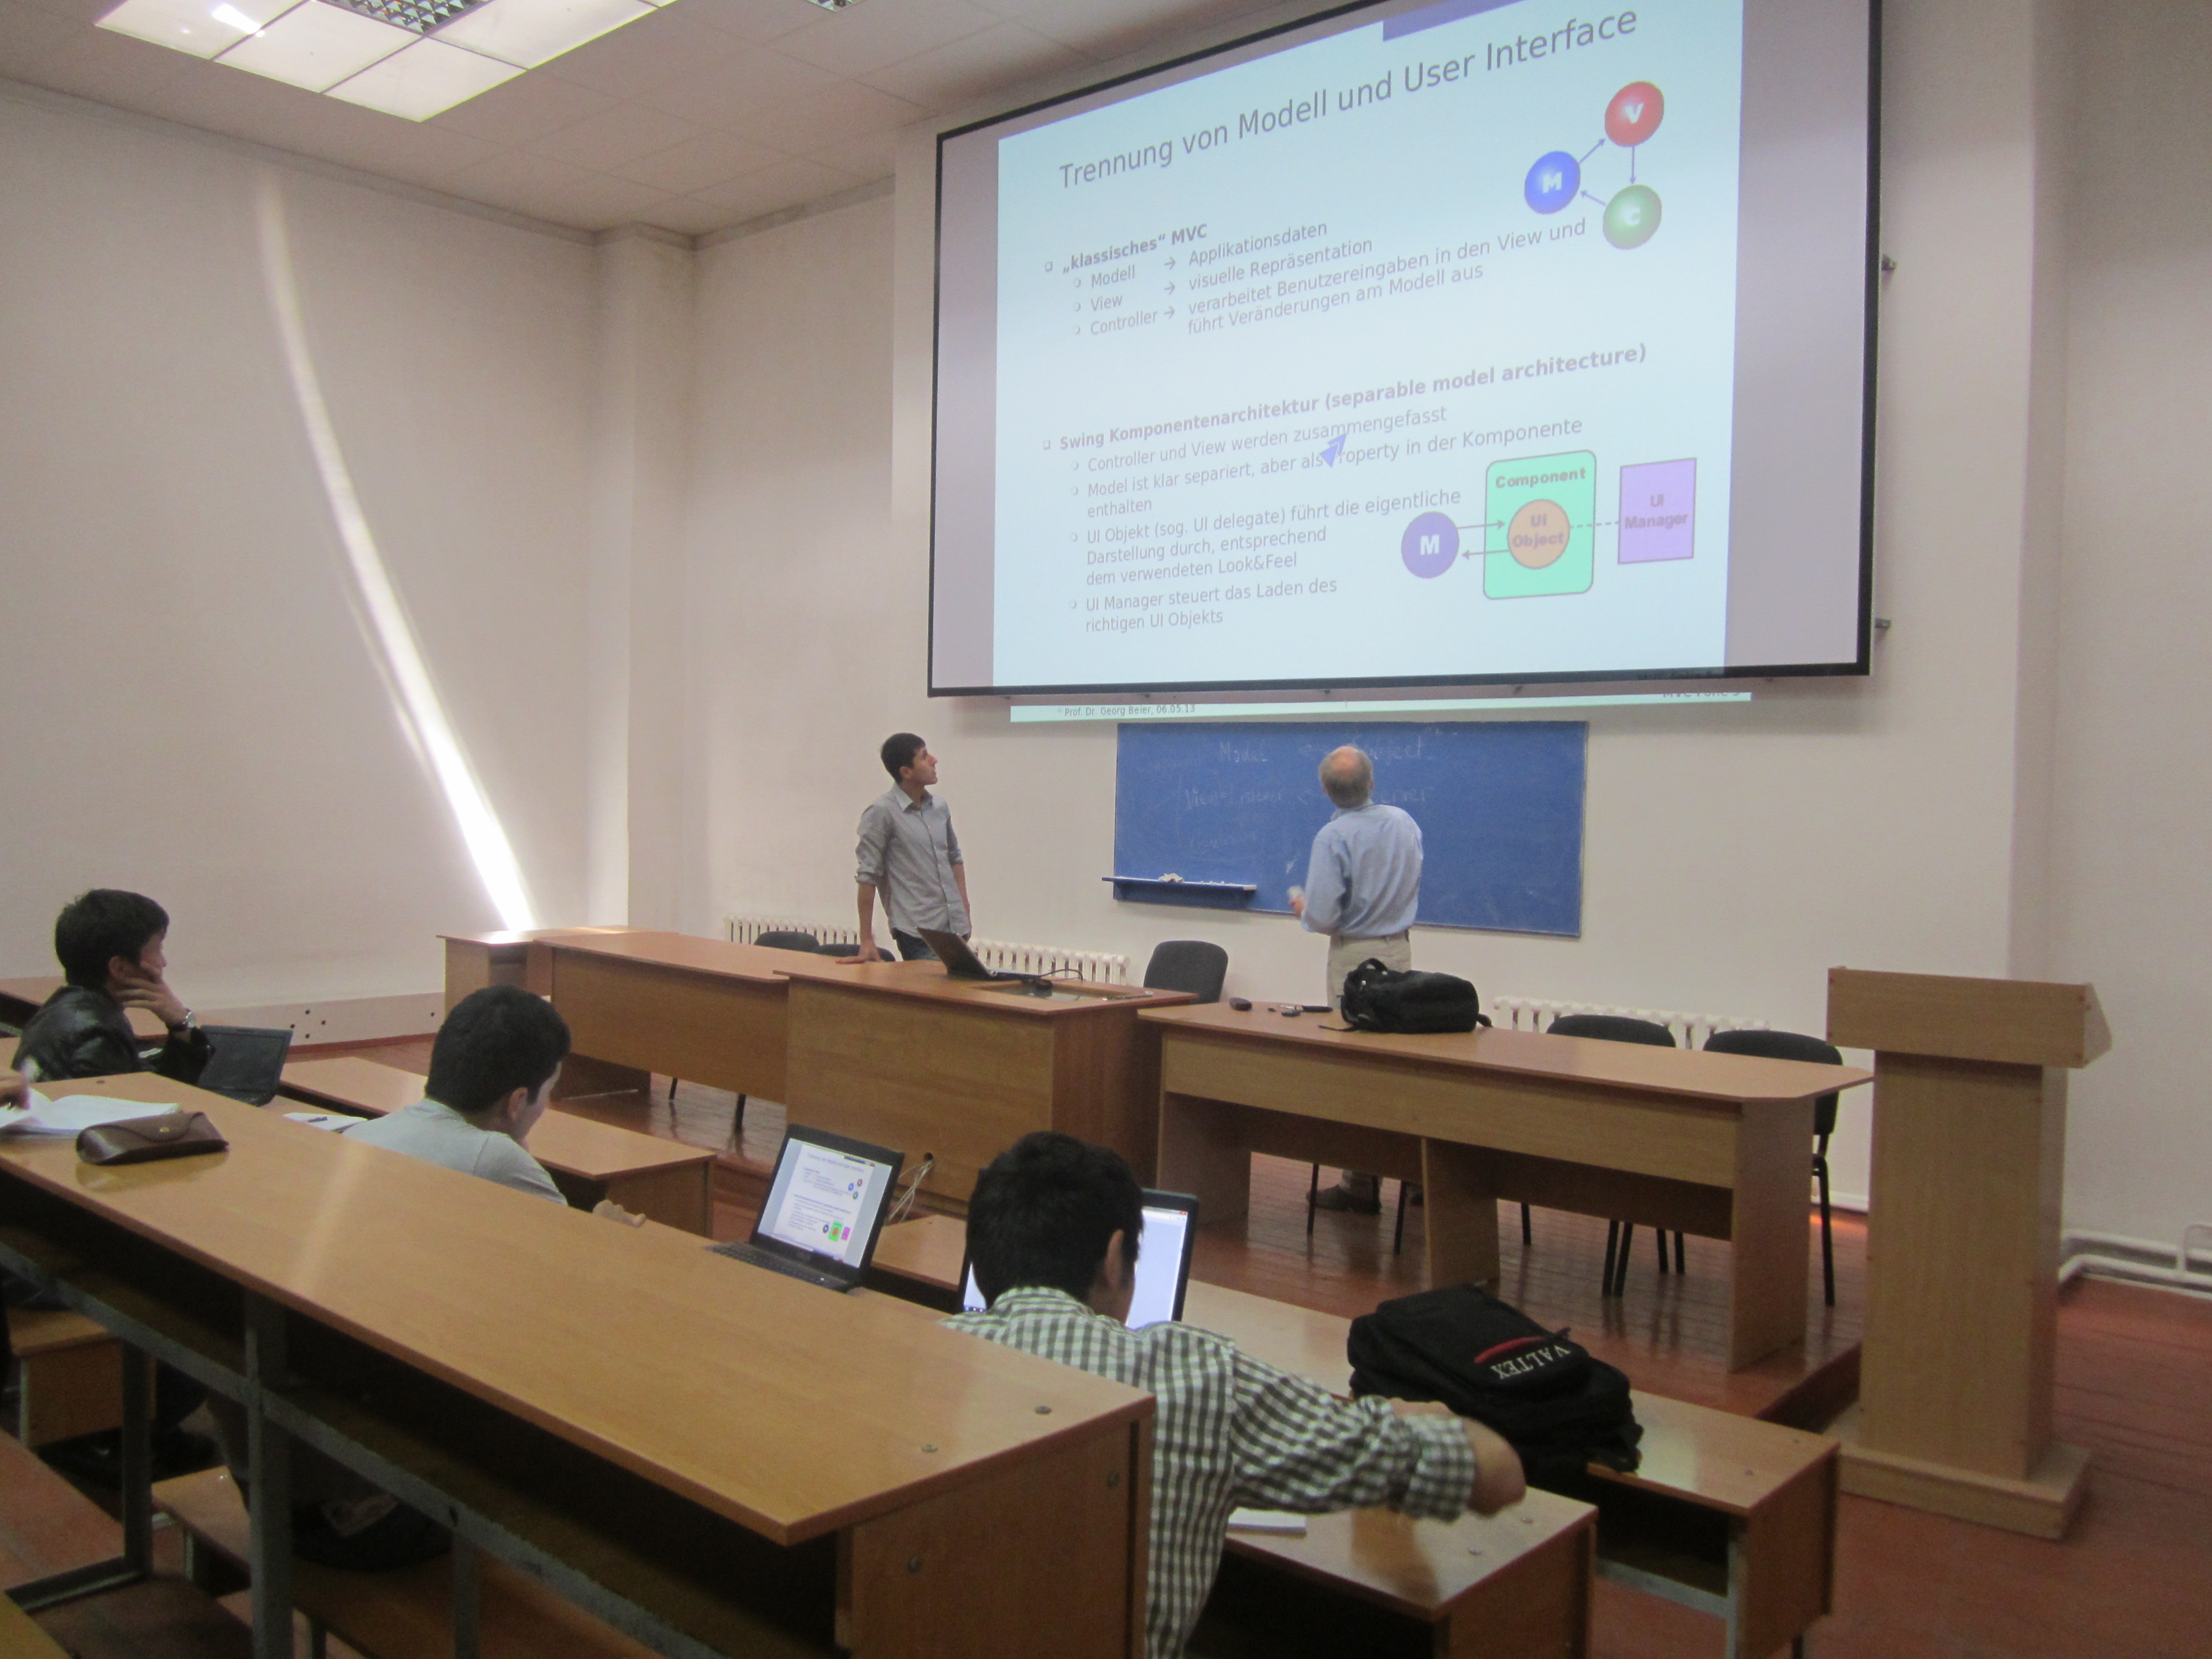 Trennung von Modell und User Interface
V
M
C
„klassisches“ MVC
Modell → Applikationsdaten
View → visuelle Repräsentation
Controller → verarbeitet Benutzereingaben in den View und
führt Veränderungen am Modell aus
Swing Komponentenarchitektur (separable model architecture)
Controller und View werden zusammengefasst
Model ist klar separiert, aber als roperty in der Komponente
enthalten
UI Objekt (sog. UI delegate) führt die eigentliche
Darstellung durch, entsprechend
dem verwendeten Look&Feel
UI Manager steuert das Laden des
richtigen UI Objekts
Component
M
UI
Object
UI
Manager
Prof. Dr. Georg Beier, 06.05.13
Model
VALTEX